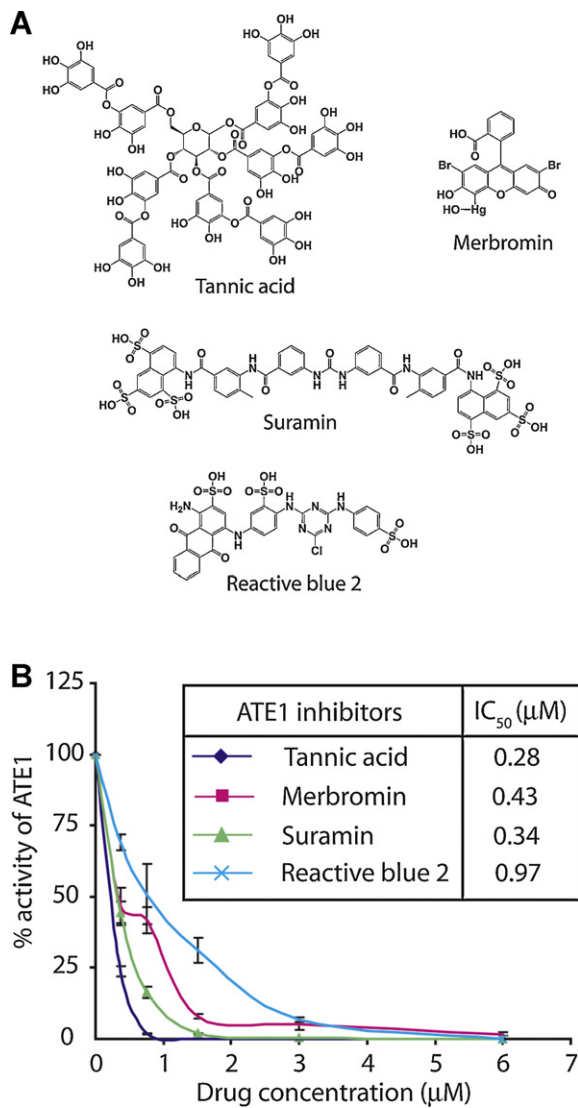 A
Tannic acid
Merbromin
Suramin
Reactive blue 2
B
% activity of ATE1
125
100
75
50
25
0
0 1 2 3 4 5 6 7
Drug concentration (μM)
ATE1 inhibitors IC50 (μM)
Tannic acid 0.28
Merbromin 0.43
Suramin 0.34
Reactive blue 2 0.97